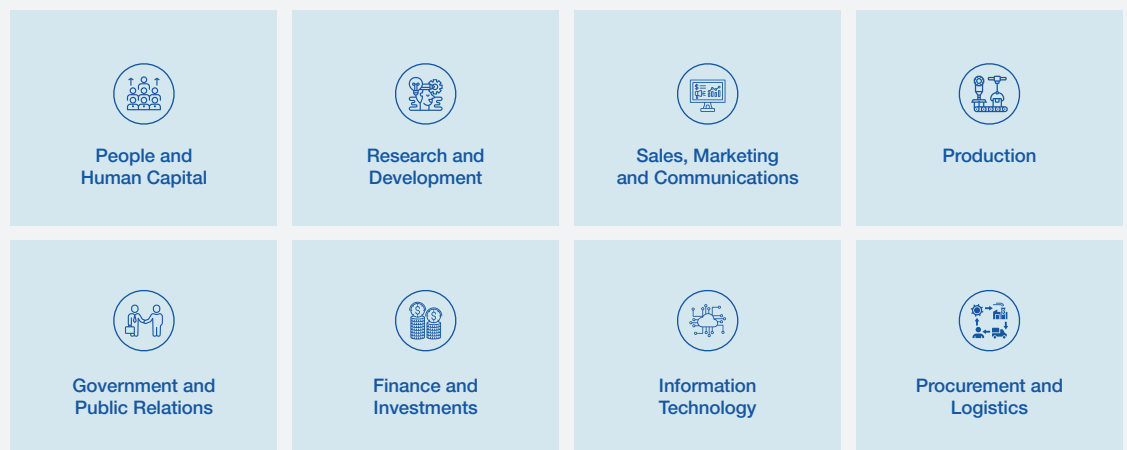 People and
Human Capital
Research and
Development
Sales, Marketing
and Communications
Production
Government and
Public Relations
Finance and
Investments
Information
Technology
Procurement and
Logistics